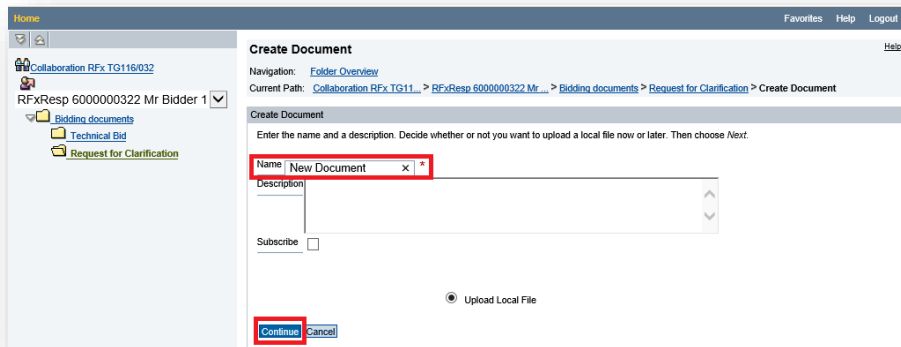 Home
Favorites Help Logout
Collaboration RFx TG116/032
RFxResp 6000000322 Mr Bidder 1
Bidding documents
Technical Bid
Request for Clarification
Create Document
Help
Navigation: Folder Overview
Current Path: Collaboration RFx TG11... > RFxResp 6000000322 Mr ... > Bidding documents > Request for Clarification > Create Document
Create Document
Enter the name and a description. Decide whether or not you want to upload a local file now or later. Then choose Next.
Name New Document × *
Description
Subscribe
Upload Local File
Continue Cancel